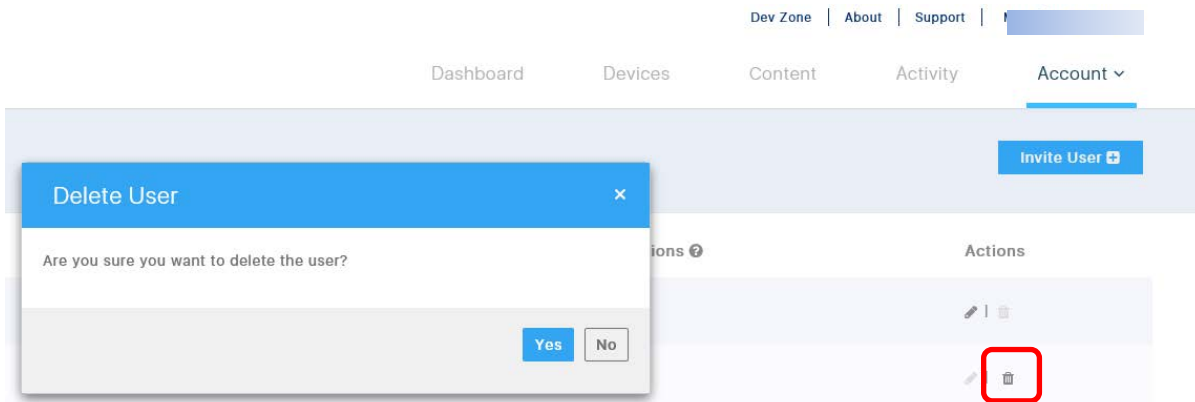 Dev Zone | About | Support |
Dashboard Devices Content Activity Account
Invite User
Delete User ×
ions Actions
Are you sure you want to delete the user?
Yes No